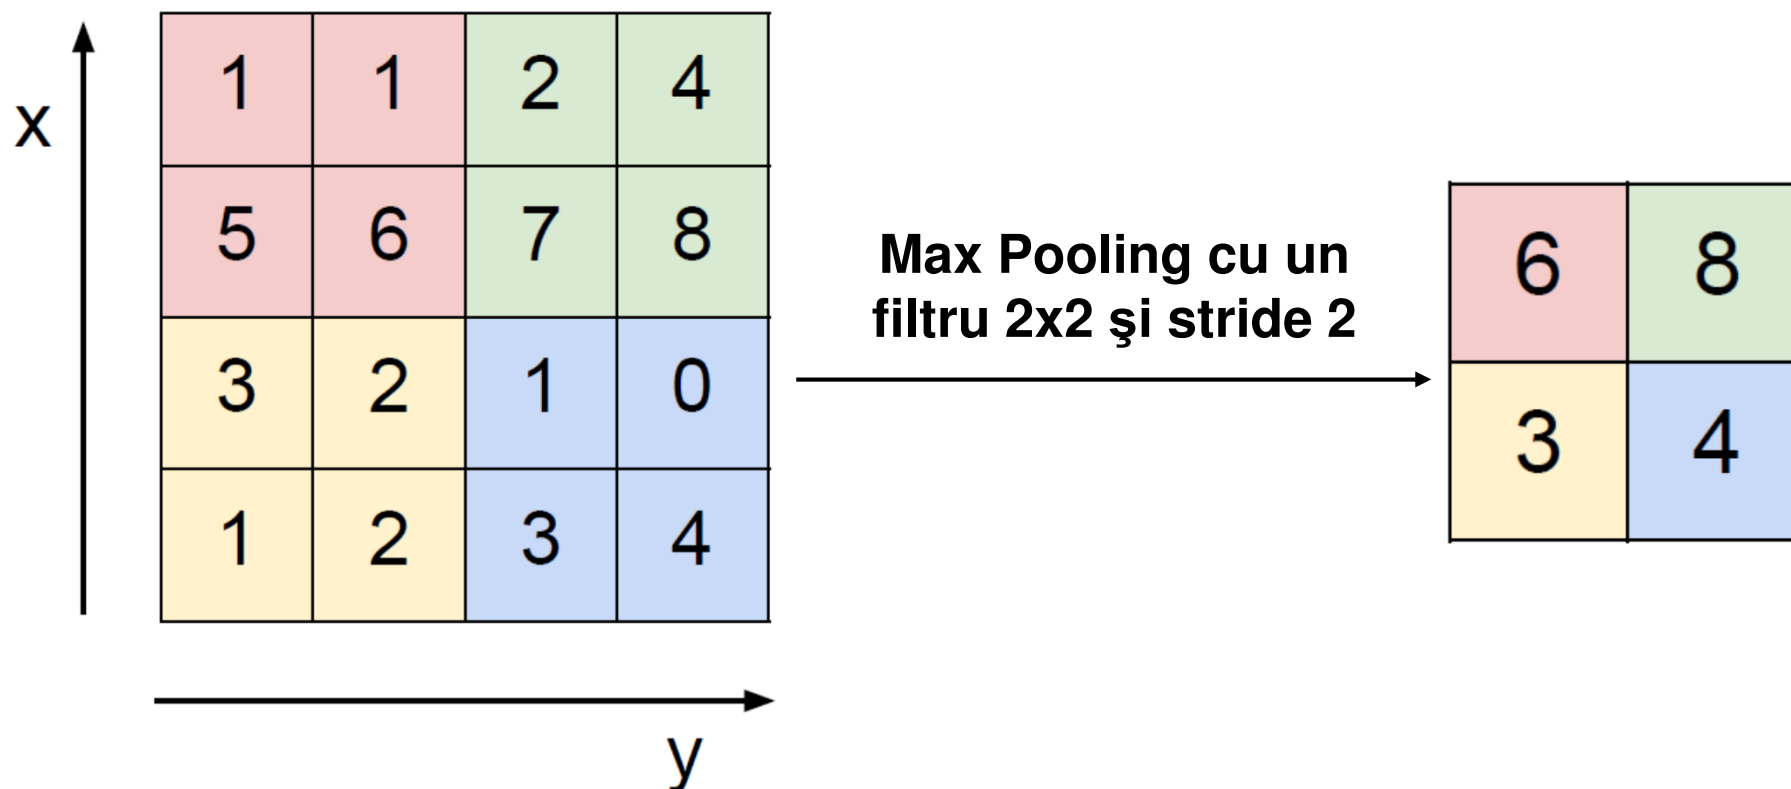 x
1 1 2 4
5 6 7 8
3 2 1 0
1 2 3 4
y
Max Pooling cu un
filtru 2x2 şi stride 2
6 8
3 4